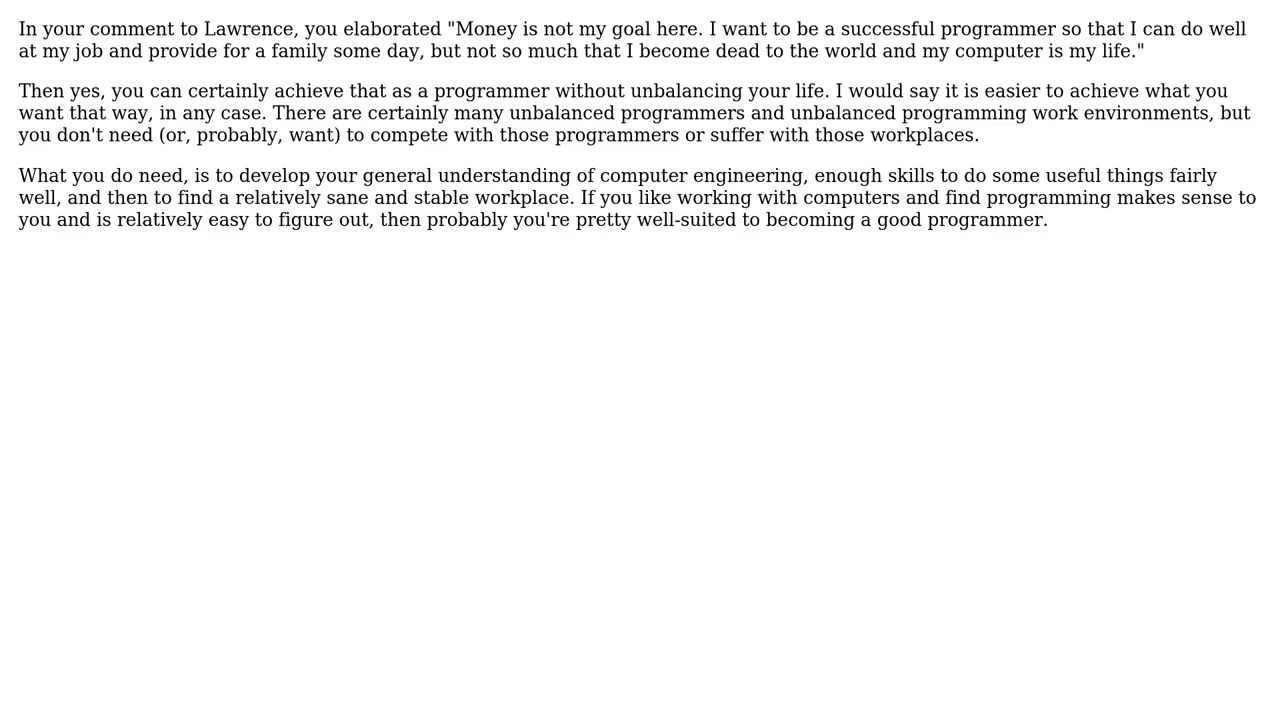 In your comment to Lawrence, you elaborated "Money is not my goal here. I want to be a successful programmer so that I can do well
at my job and provide for a family some day, but not so much that I become dead to the world and my computer is my life."
Then yes, you can certainly achieve that as a programmer without unbalancing your life. I would say it is easier to achieve what you
want that way, in any case. There are certainly many unbalanced programmers and unbalanced programming work environments, but
you don't need (or, probably, want) to compete with those programmers or suffer with those workplaces.
What you do need, is to develop your general understanding of computer engineering, enough skills to do some useful things fairly
well, and then to find a relatively sane and stable workplace. If you like working with computers and find programming makes sense to
you and is relatively easy to figure out, then probably you're pretty well-suited to becoming a good programmer.